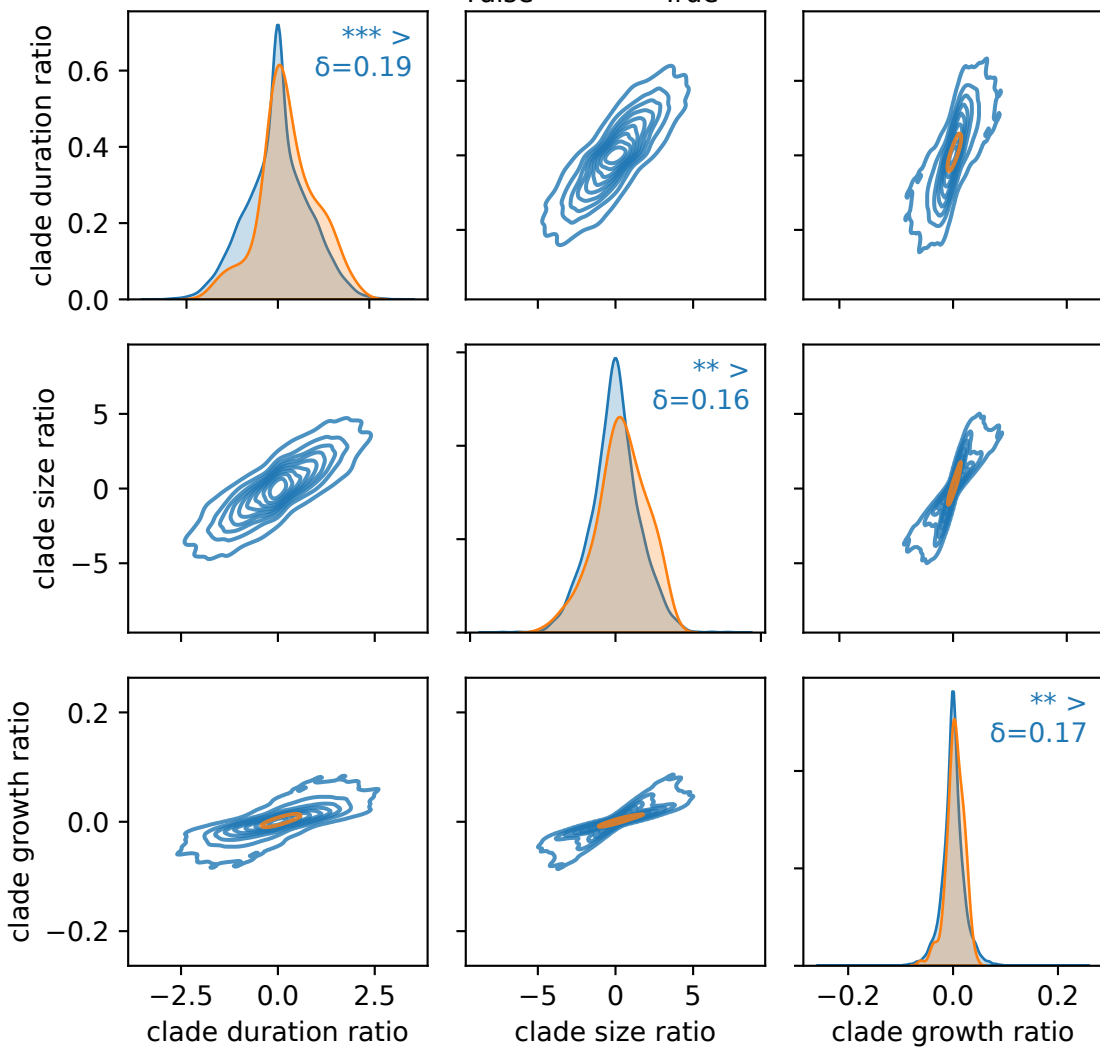 clade duration ratio
0.6
0.4
0.2
0.0
*** >
δ=0.19
clade size ratio
5
0
−5
** >
δ=0.16
clade growth ratio
0.2
0.0
−0.2
** >
δ=0.17
−2.5 0.0 2.5
−5 0 5
−0.2 0.0 0.2
clade duration ratio
clade size ratio
clade growth ratio